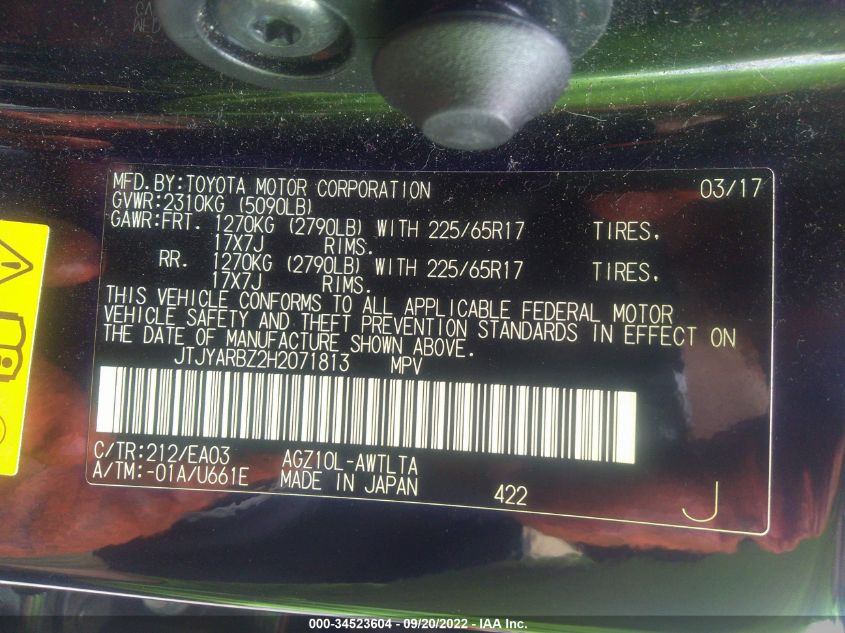 MFD.BY:TOYOTA MOTOR CORPORATION 03/17
GVWR:2310KG (5090LB)
GAWR:FRT. 1270KG (2790LB) WITH 225/65R17 TIRES.
17X7J RIMS.
RR. 1270KG (2790LB) WITH 225/65R17 TIRES.
17X7J RIMS.
THIS VEHICLE CONFORMS TO ALL APPLICABLE FEDERAL MOTOR
VEHICLE SAFETY AND THEFT PREVENTION STANDARDS IN EFFECT ON
THE DATE OF MANUFACTURE SHOWN ABOVE.
JTJYARBZ2H2071813 MPV
C/TR:212/EA03 AGZ10L-AWTLTA
A/TM:-01A/U661E MADE IN JAPAN 422 J
000-34523604 - 09/20/2022 - IAA Inc.